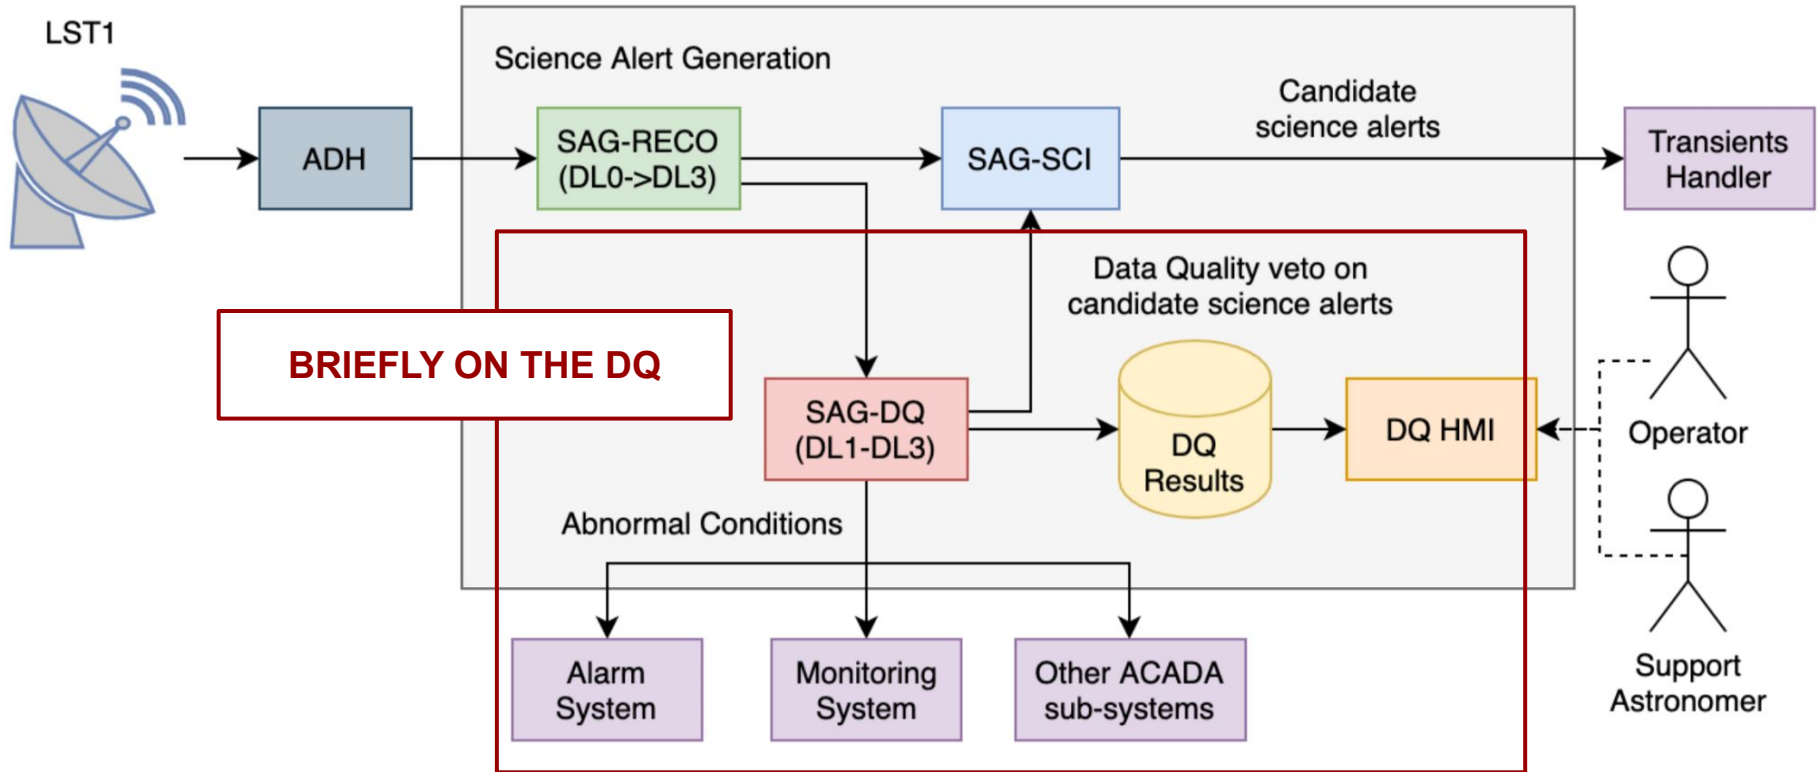 LST1
Science Alert Generation
ADH
SAG-RECO
(DL0->DL3)
SAG-SCI
Candidate
science alerts
Transients
Handler
Data Quality veto on
candidate science alerts
BRIEFLY ON THE DQ
SAG-DQ
(DL1-DL3)
DQ
Results
DQ HMI
Operator
Abnormal Conditions
Alarm
System
Monitoring
System
Other ACADA
sub-systems
Support
Astronomer